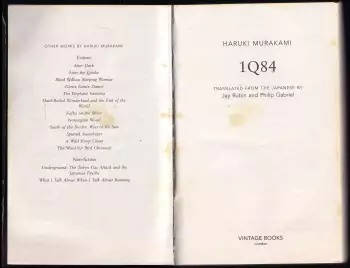 OTHER WORKS BY HARUKI MURAKAMI
Fiction
After Dark
after the Quake
Blind Willow Sleeping Woman
Dance Dance Dance
The Elephant Vanishes
Hard-Boiled Wonderland and the End of the
World
Kafka on the Shore
Norwegian Wood
South of the Border, West of the Sun
Sputnik Sweetheart
A Wild Sheep Chase
The Wind-Up Bird Chronicle
Non-fiction
Underground: The Tokyo Gas Attack and the
Japanese Psyche
What I Talk About When I Talk About Running
HARUKI MURAKAMI
1Q84
TRANSLATED FROM THE JAPANESE BY
Jay Rubin and Philip Gabriel
VINTAGE BOOKS
London